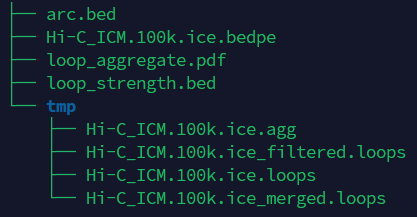 ├── arc.bed
├── Hi-C_ICM.100k.ice.bedpe
├── loop_aggregate.pdf
├── loop_strength.bed
└── tmp
    ├── Hi-C_ICM.100k.ice.agg
    ├── Hi-C_ICM.100k.ice_filtered.loops
    ├── Hi-C_ICM.100k.ice.loops
    └── Hi-C_ICM.100k.ice_merged.loops